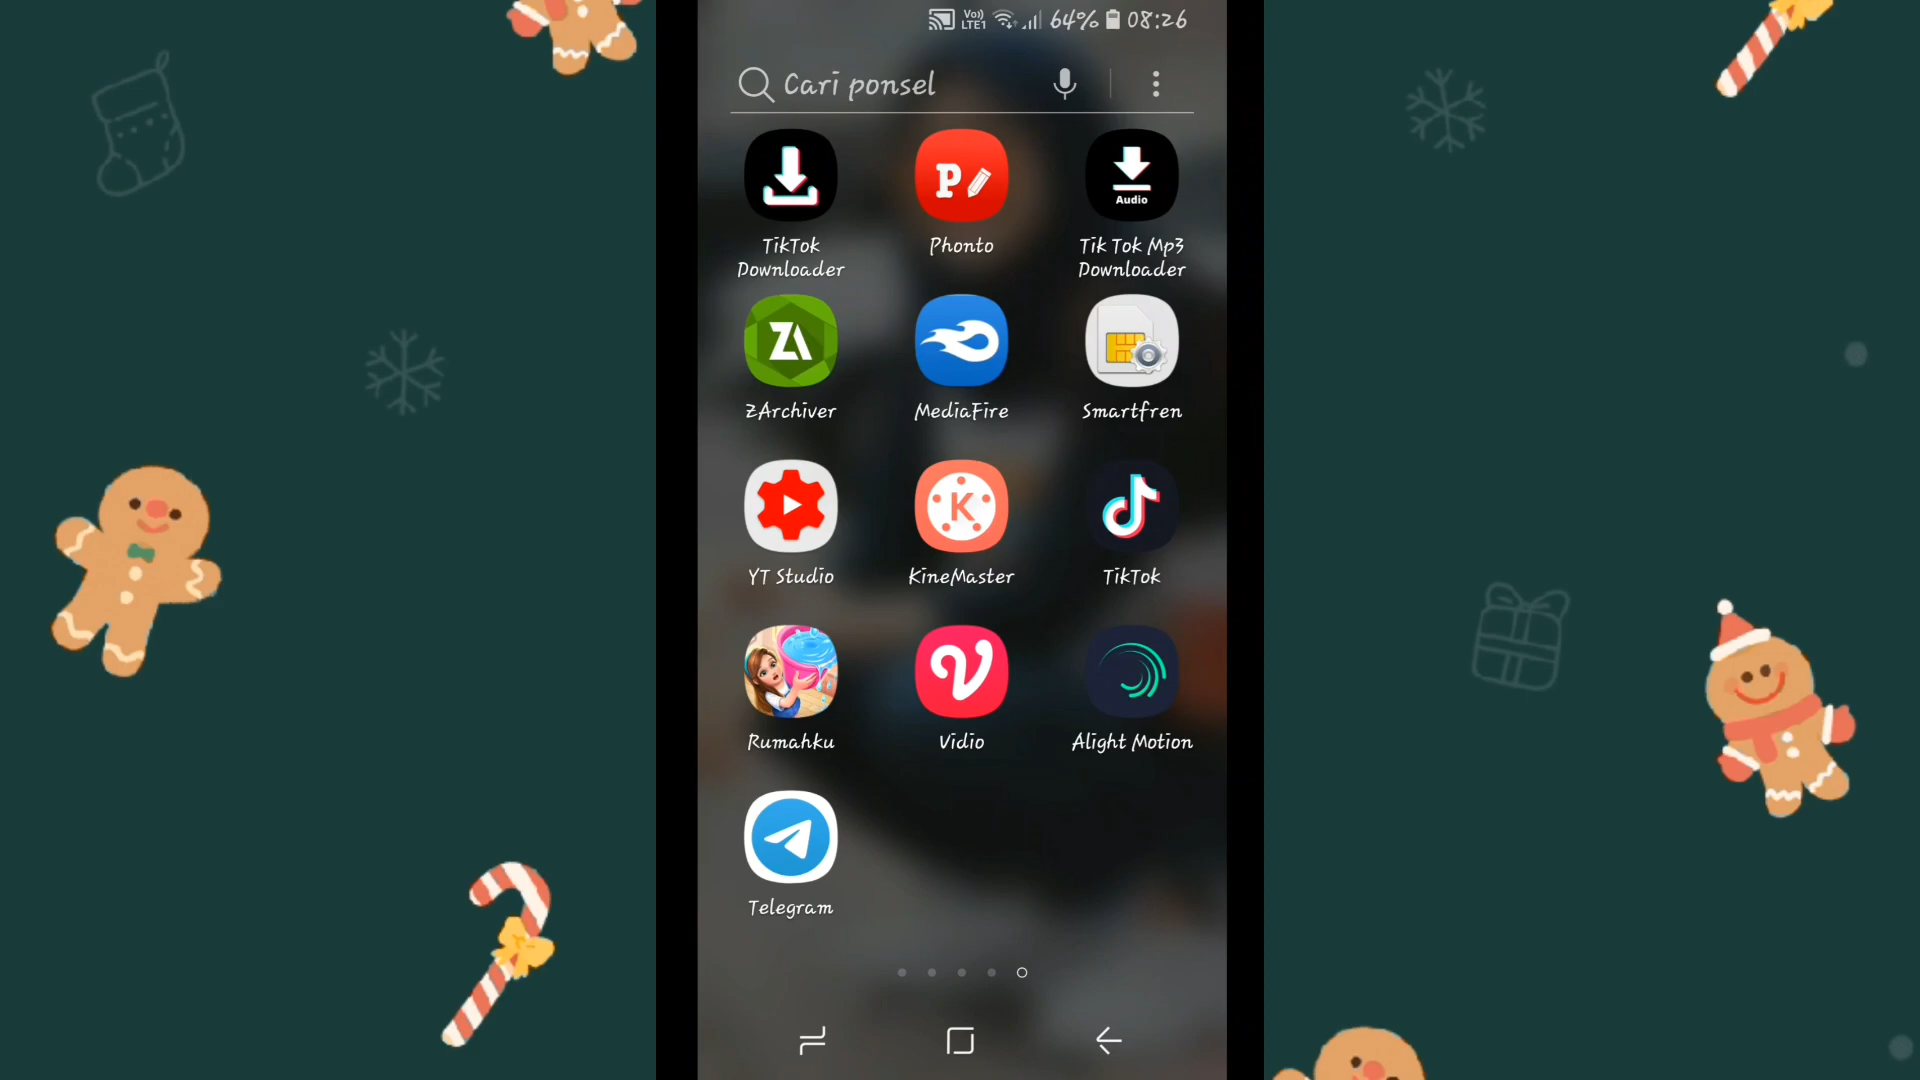 Vo)) LTE1 64% 08:26
Cari ponsel
P
Audio
TikTok Downloader
Phonto
Tik Tok Mp3 Downloader
ZA
ZArchiver
MediaFire
Smartfren
K
YT Studio
KineMaster
TikTok
V
Rumahku
Vidio
Alight Motion
Telegram